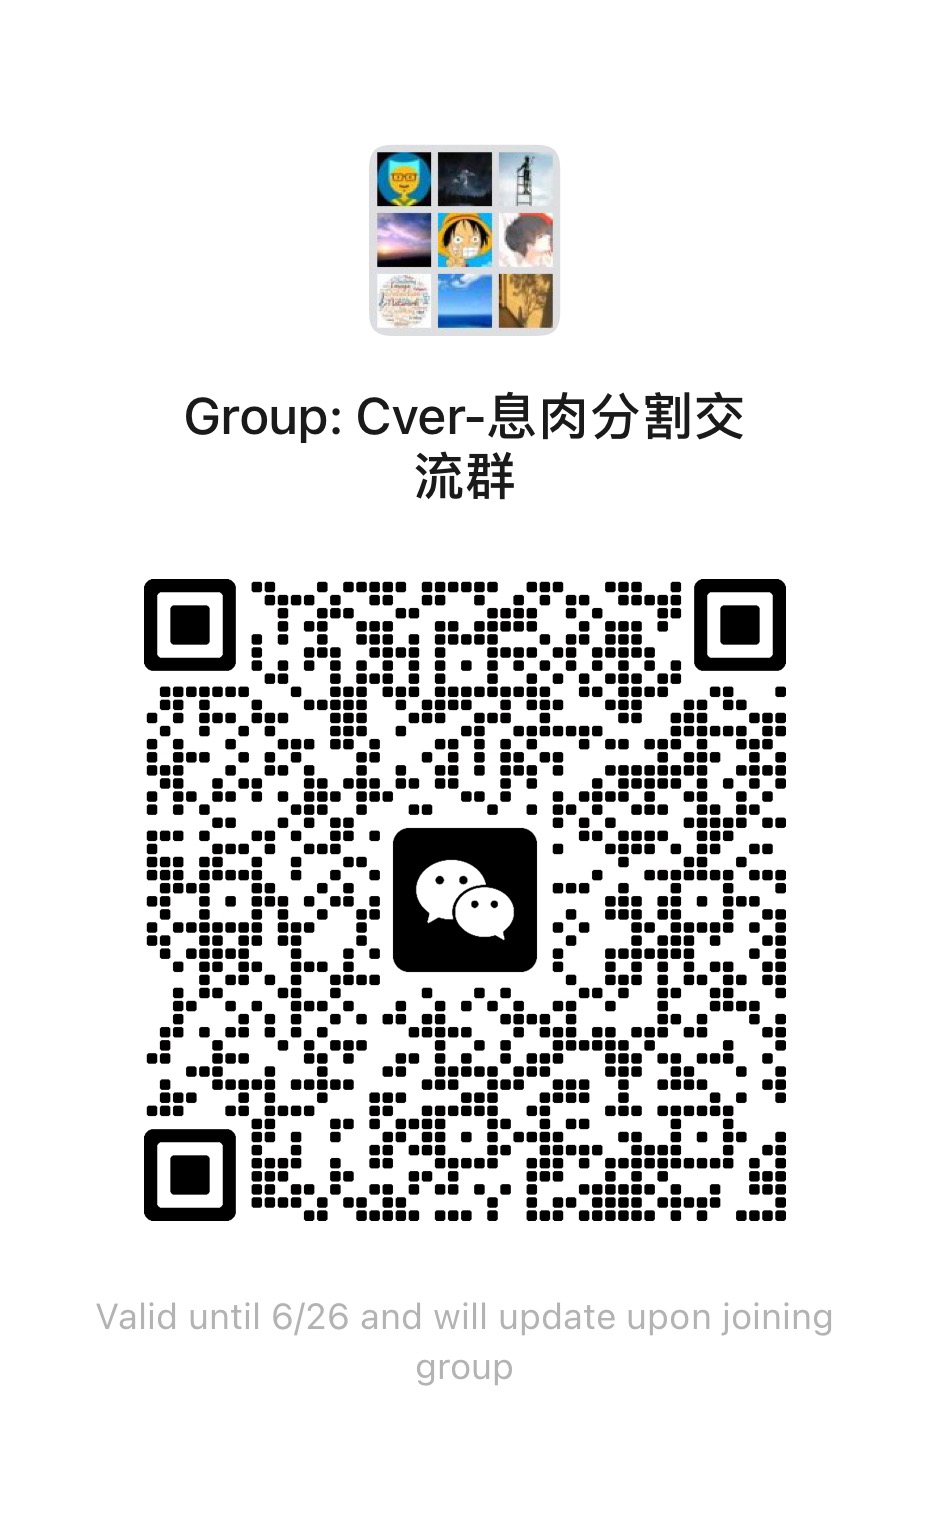 Group: Cver-息肉分割交
流群
Valid until 6/26 and will update upon joining
group